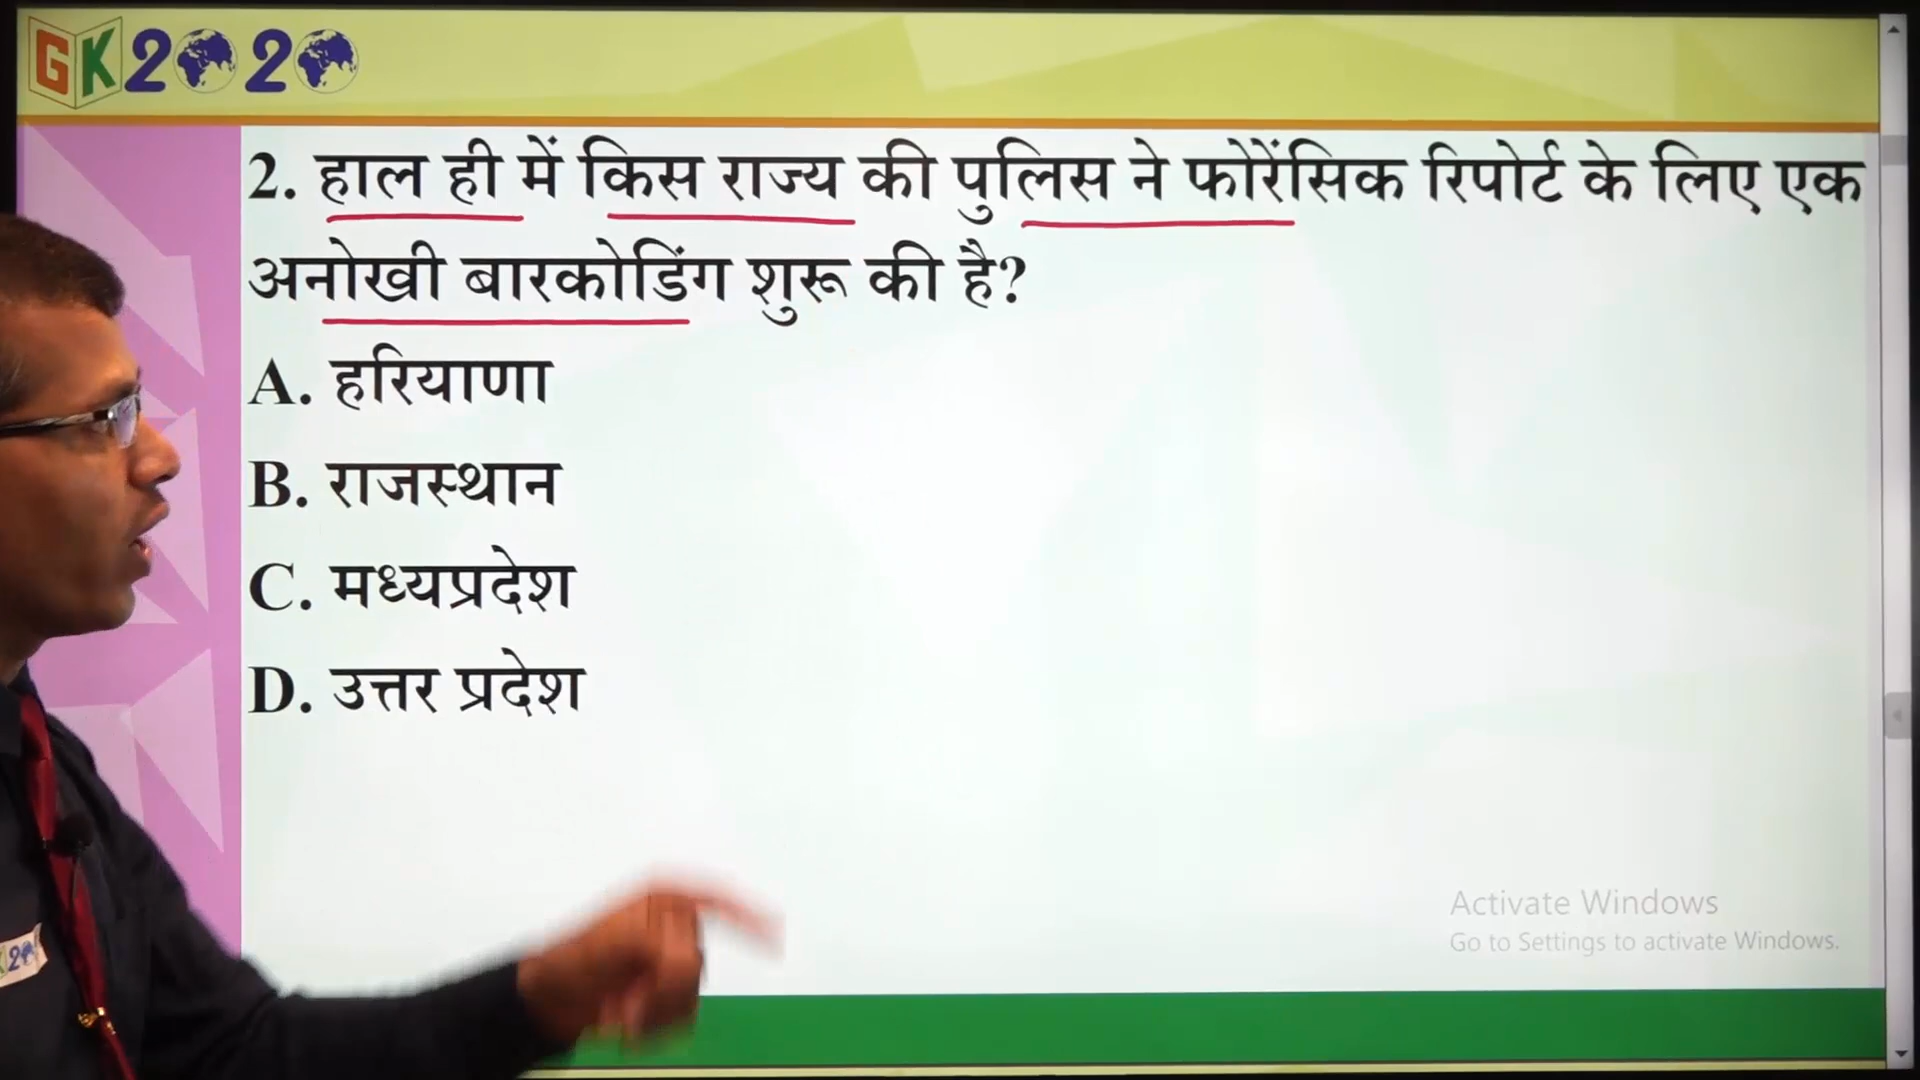 GK2020
2. हाल ही में किस राज्य की पुलिस ने फोरेंसिक रिपोर्ट के लिए एक
अनोखी बारकोडिंग शुरू की है?
A. हरियाणा
B. राजस्थान
C. मध्यप्रदेश
D. उत्तर प्रदेश
Activate Windows
Go to Settings to activate Windows.